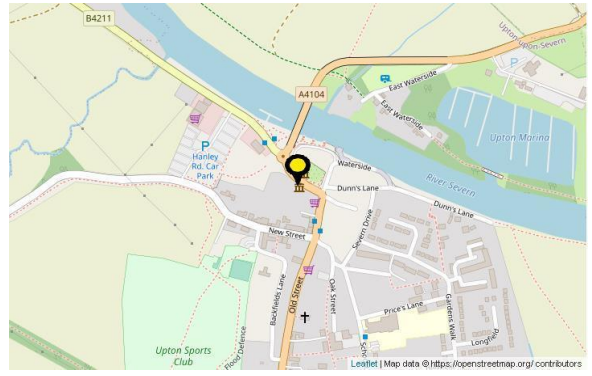 B4211
Upton upon-Severn
P
A4104
East Waterside
East Waterside
Upton Marina
P
Hanley
Rd. Car
Park
Waterside
River Severn
Dunn's Lane
Dunn's Lane
Severn Drive
New Street
Backfields Lane
Old Street
Oak Street
Price's Lane
Gardens Walk
Longfield
Upton Sports
Club
Flood Defence
Leaflet | Map data © https://openstreetmap.org/ contributors